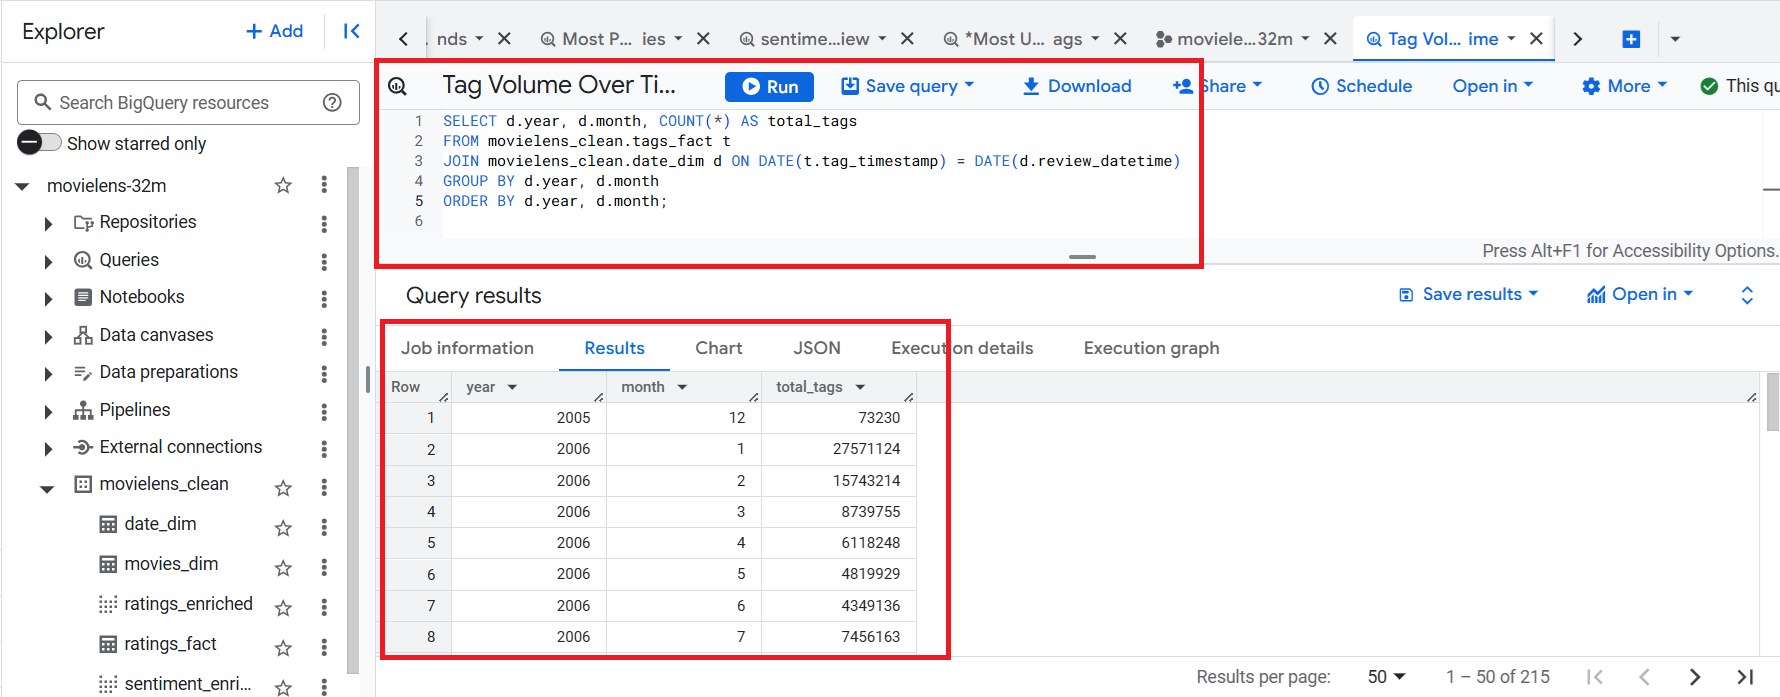 Explorer
+ Add
Search BigQuery resources
Show starred only
movielens-32m
Repositories
Queries
Notebooks
Data canvases
Data preparations
Pipelines
External connections
movielens_clean
date_dim
movies_dim
ratings_enriched
ratings_fact
sentiment_enri...
nds
Most P... ies
sentime...iew
*Most U... ags
moviele...32m
Tag Vol... ime
Tag Volume Over Ti...
Run
Save query
Download
Share
Schedule
Open in
More
This qu
1 SELECT d.year, d.month, COUNT(*) AS total_tags
2 FROM movielens_clean.tags_fact t
3 JOIN movielens_clean.date_dim d ON DATE(t.tag_timestamp) = DATE(d.review_datetime)
4 GROUP BY d.year, d.month
5 ORDER BY d.year, d.month;
6
Press Alt+F1 for Accessibility Options.
Query results
Save results
Open in
Job information Results Chart JSON Execution details Execution graph
Row year month total_tags
1 2005 12 73230
2 2006 1 27571124
3 2006 2 15743214
4 2006 3 8739755
5 2006 4 6118248
6 2006 5 4819929
7 2006 6 4349136
8 2006 7 7456163
Results per page: 50 1 – 50 of 215